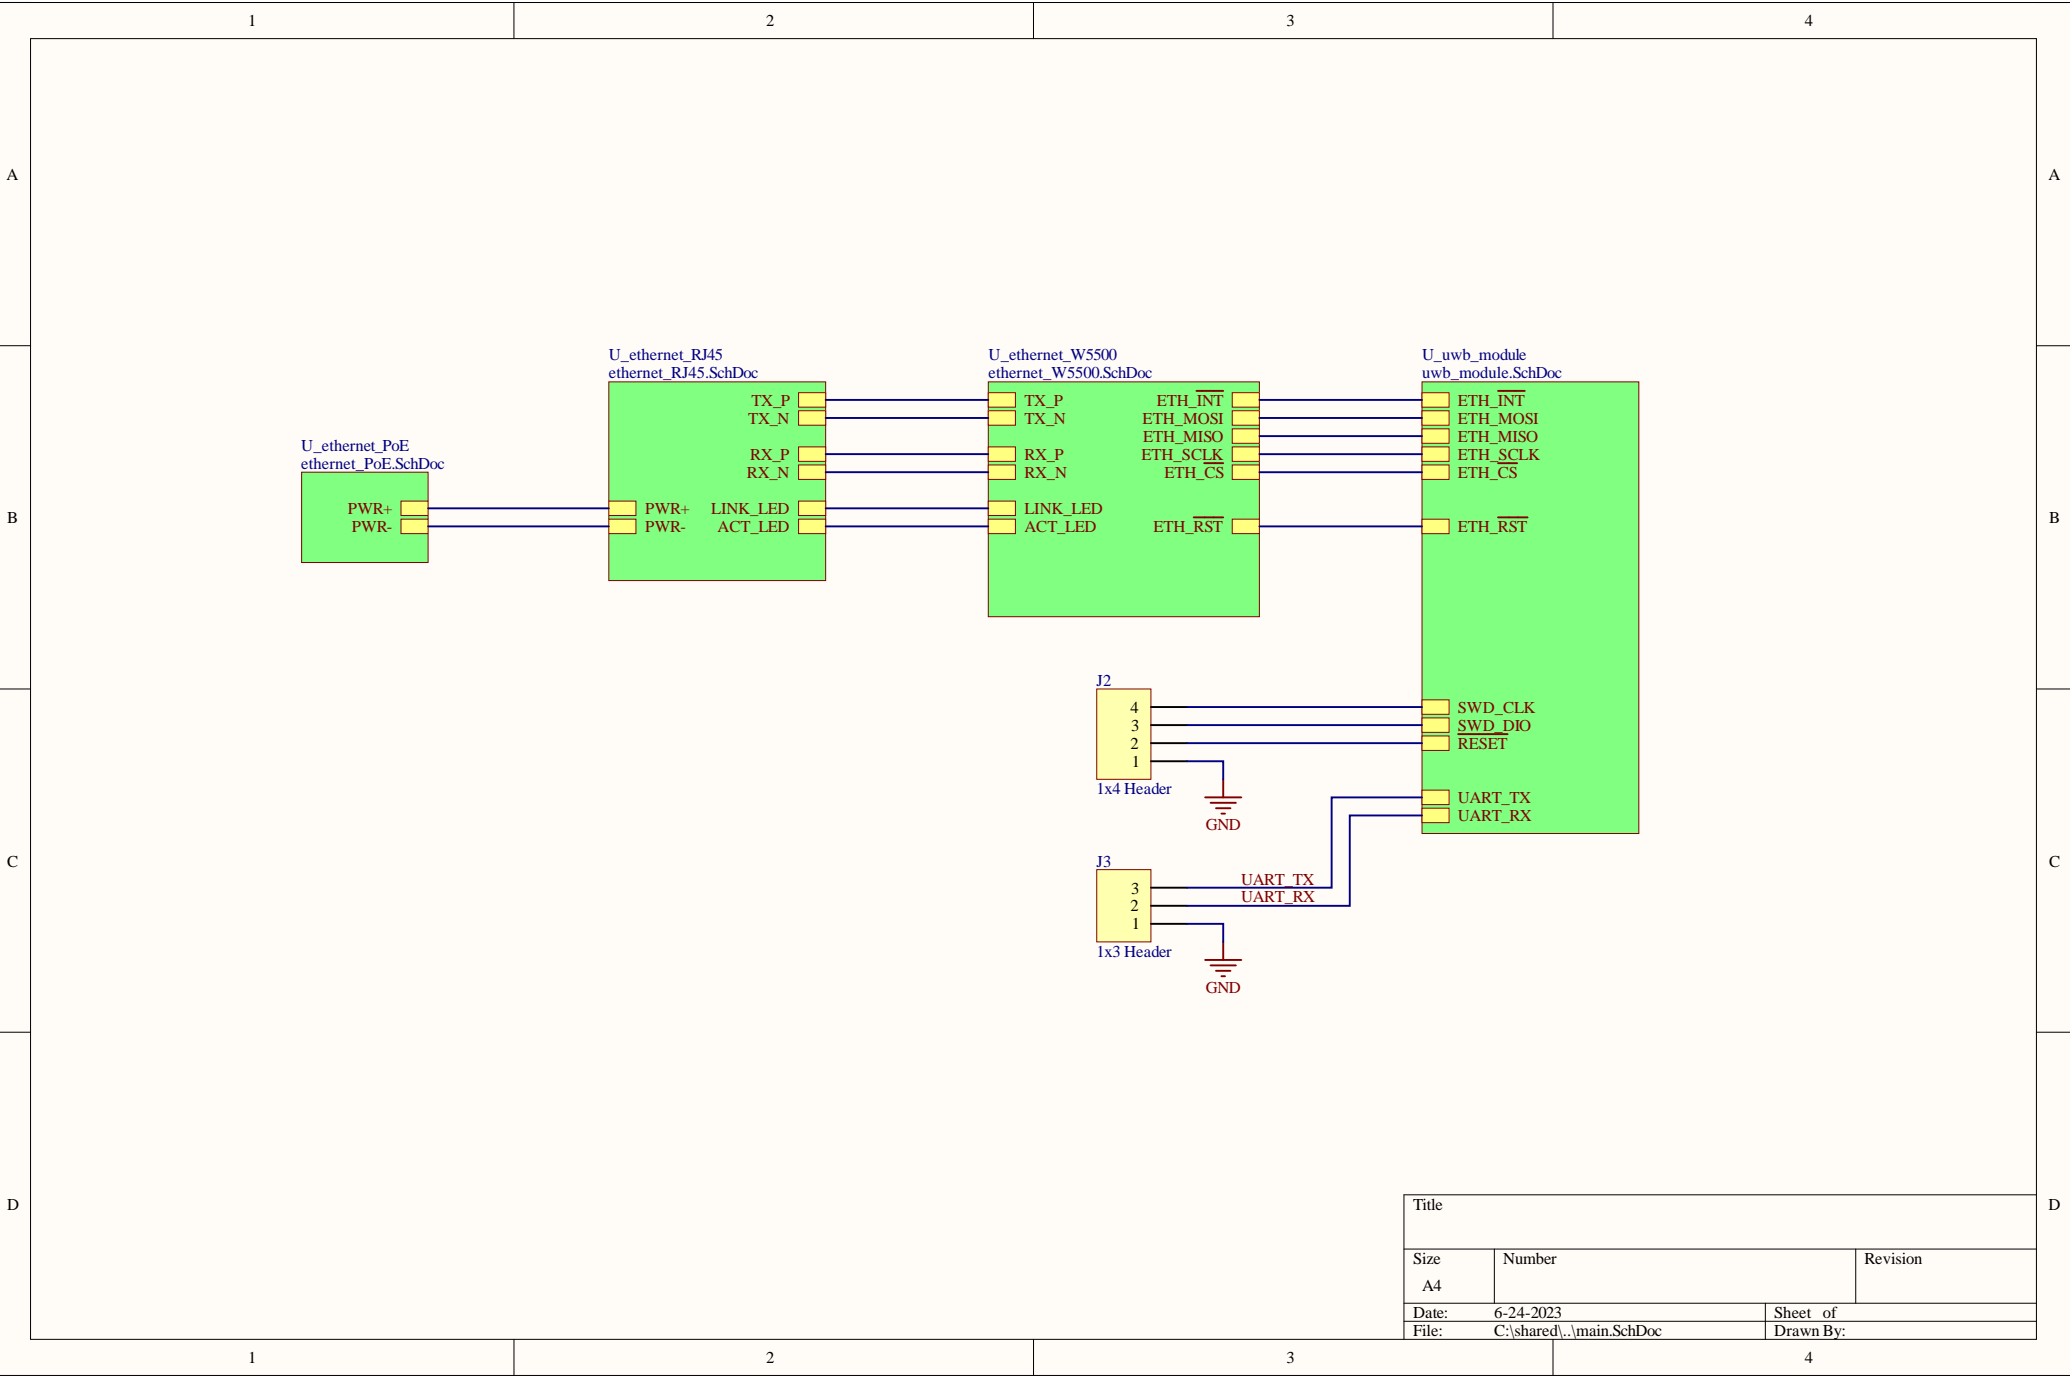 1 2 3 4
A A
U_ethernet_RJ45
ethernet_RJ45.SchDoc
TX_P
TX_N
RX_P
RX_N
PWR+ LINK_LED
PWR- ACT_LED
U_ethernet_W5500
ethernet_W5500.SchDoc
TX_P ETH_INT
TX_N ETH_MOSI
ETH_MISO
RX_P ETH_SCLK
RX_N ETH_CS
LINK_LED
ACT_LED ETH_RST
U_uwb_module
uwb_module.SchDoc
ETH_INT
ETH_MOSI
ETH_MISO
ETH_SCLK
ETH_CS
ETH_RST
SWD_CLK
SWD_DIO
RESET
UART_TX
UART_RX
U_ethernet_PoE
ethernet_PoE.SchDoc
PWR+
PWR-
B B
J2
4
3
2
1
1x4 Header
GND
C C
J3
3 UART_TX
2 UART_RX
1
1x3 Header
GND
D D
Title
Size Number Revision
A4
Date: 6-24-2023 Sheet of
File: C:\shared\..\main.SchDoc Drawn By:
1 2 3 4